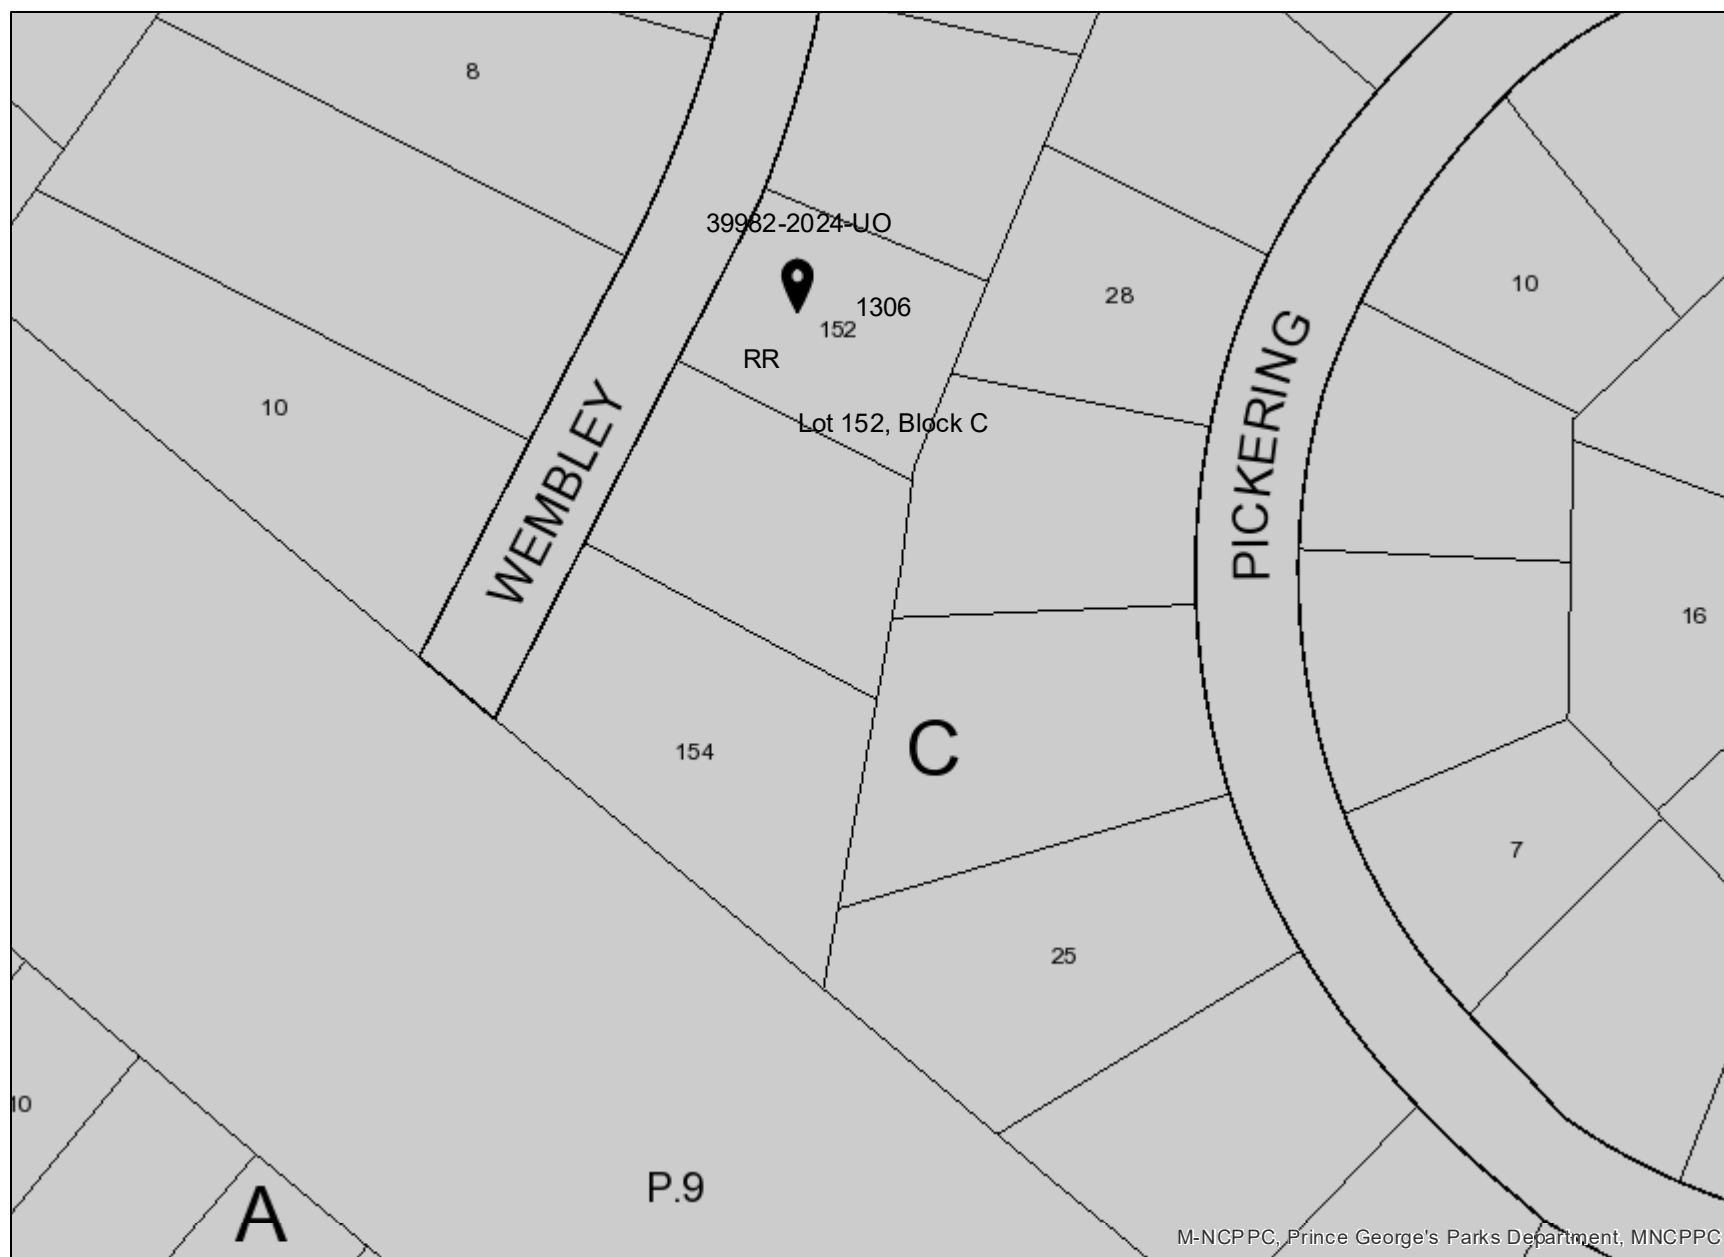 8
39982-2024-UO
28
10
1306
152
RR
10
Lot 152, Block C
WEMBLEY
PICKERING
16
154
C
7
25
10
P.9
A
M-NCPPC, Prince George's Parks Department, MNCPPC